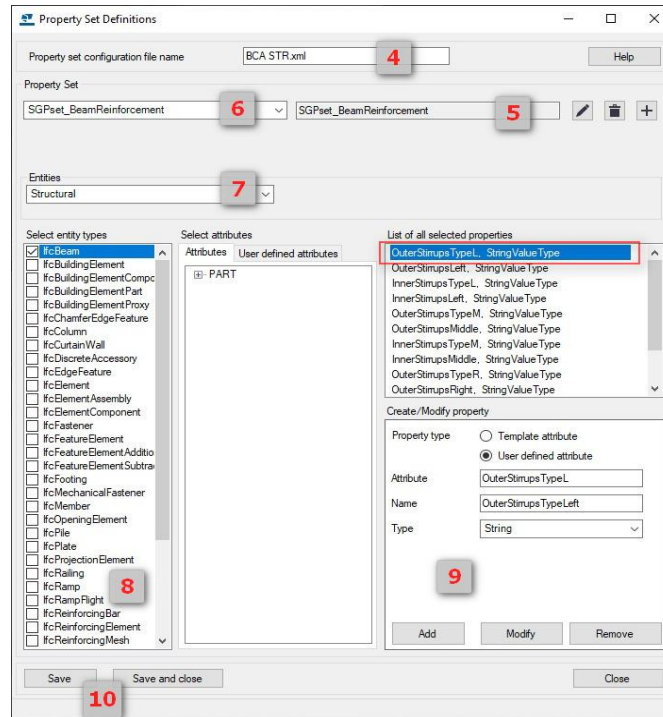 Property Set Definitions
Property set configuration file name
BCA STR.xml
4
Help
Property Set
SGPset_BeamReinforcement
6
SGPset_BeamReinforcement
5
Entities
Structural
7
Select entity types
IfcBeam
IfcBuildingElement
IfcBuildingElementCompc
IfcBuildingElementPart
IfcBuildingElementProxy
IfcChamferEdgeFeature
IfcColumn
IfcCurtainWall
IfcDiscreteAccessory
IfcEdgeFeature
IfcElement
IfcElementAssembly
IfcElementComponent
IfcFastener
IfcFeatureElement
IfcFeatureElementAdditio
IfcFeatureElementSubtra
IfcFooting
IfcMechanicalFastener
IfcMember
IfcOpeningElement
IfcPile
IfcPlate
IfcProjectionElement
IfcRailing
IfcRamp
IfcRampFlight
IfcReinforcingBar
IfcReinforcingElement
IfcReinforcingMesh
8
Select attributes
Attributes User defined attributes
PART
List of all selected properties
OuterStirrupsTypeL, StringValueType
OuterStirrupsLeft, StringValueType
InnerStirrupsTypeL, StringValueType
InnerStirrupsLeft, StringValueType
OuterStirrupsTypeM, StringValueType
OuterStirrupsMiddle, StringValueType
InnerStirrupsTypeM, StringValueType
InnerStirrupsMiddle, StringValueType
OuterStirrupsTypeR, StringValueType
OuterStirrupsRight, StringValueType
Create/Modify property
Property type
Template attribute
User defined attribute
Attribute
OuterStirrupsTypeL
Name
OuterStirrupsTypeLeft
Type
String
9
Add
Modify
Remove
Save
Save and close
Close
10